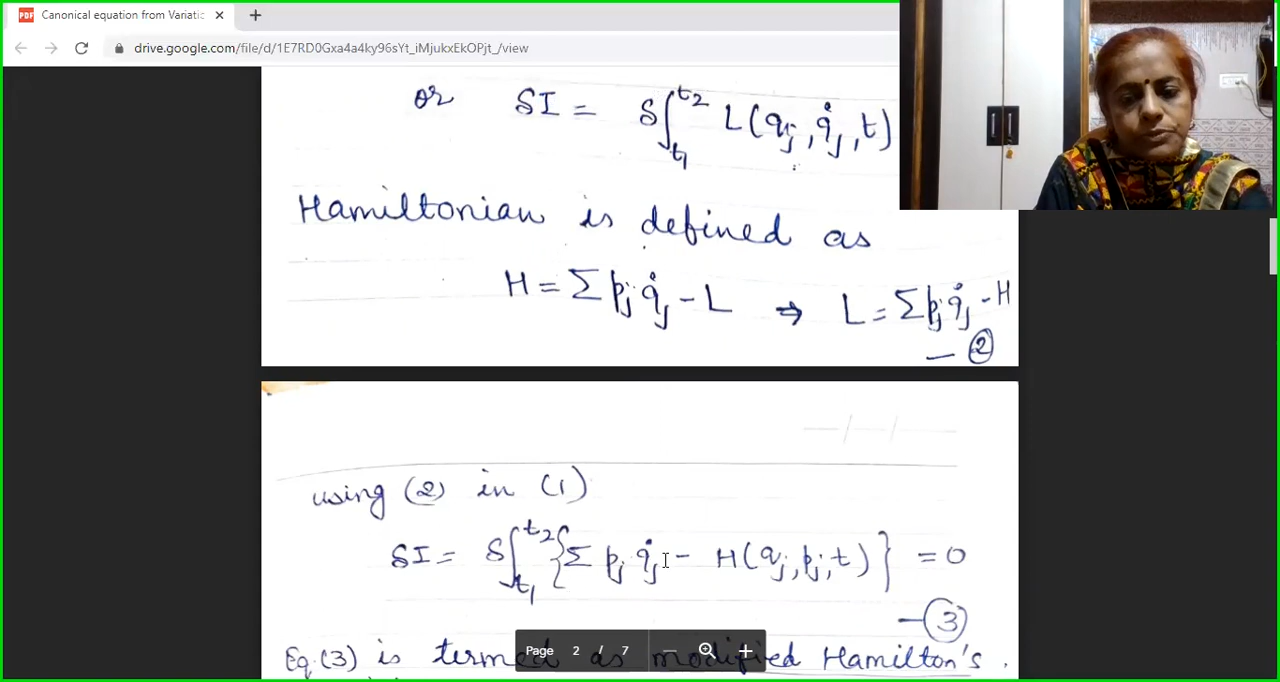 Canonical equation from Variatic
drive.google.com/file/d/1E7RD0Gxa4a4ky96sYt_iMjukxEkOPjt_/view
or δI = δ∫_{t₁}^{t₂} L(qⱼ, q̇ⱼ, t)
Hamiltonian is defined as
H = Σ pⱼ q̇ⱼ - L ⇒ L = Σ pⱼ q̇ⱼ - H
— ②
—/—/—
using (2) in (1)
δI = δ∫_{t₁}^{t₂} {Σ pⱼ q̇ⱼ - H(qⱼ, pⱼ, t)} = 0
— ③
Eq.(3) is termed as modified Hamilton's
Page 2 / 7